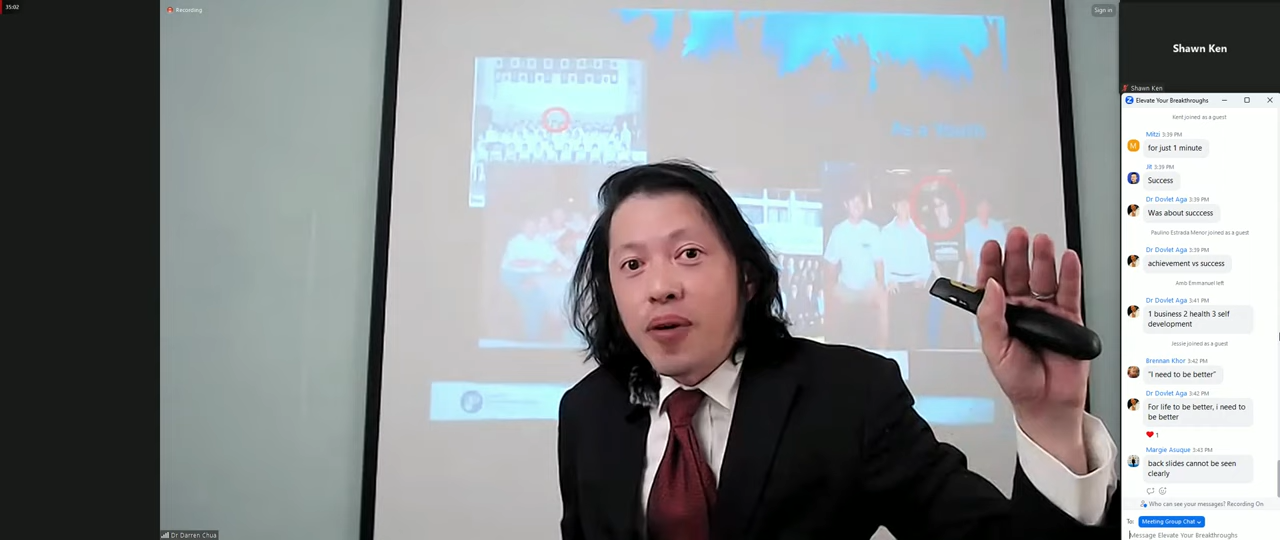 35:02
Recording
Sign in
As a Youth
Dr Darren Chua
Shawn Ken
Shawn Ken
Elevate Your Breakthroughs
Kent joined as a guest
Mitzi 3:39 PM
M
for just 1 minute
JR 3:39 PM
Success
Dr Dovlet Aga 3:39 PM
Was about succcess
Paulino Estrada Menor joined as a guest
Dr Dovlet Aga 3:39 PM
achievement vs success
Amb Emmanuel left
Dr Dovlet Aga 3:41 PM
1 business 2 health 3 self
development
Jessie joined as a guest
Brennan Khor 3:42 PM
"I need to be better"
Dr Dovlet Aga 3:42 PM
For life to be better, i need to
be better
1
Margie Asuque 3:43 PM
back slides cannot be seen
clearly
Who can see your messages? Recording On
To: Meeting Group Chat
Message Elevate Your Breakthroughs